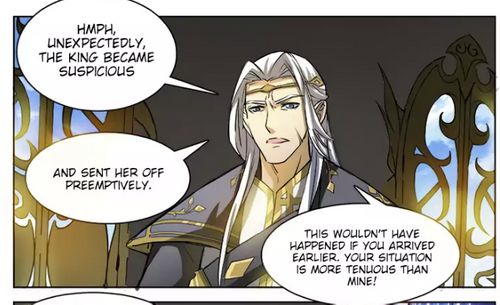 HMPH,
UNEXPECTEDLY,
THE KING BECAME
SUSPICIOUS
AND SENT HER OFF
PREEMPTIVELY.
THIS WOULDN'T HAVE
HAPPENED IF YOU ARRIVED
EARLIER. YOUR SITUATION
IS MORE TENUOUS THAN
MINE!